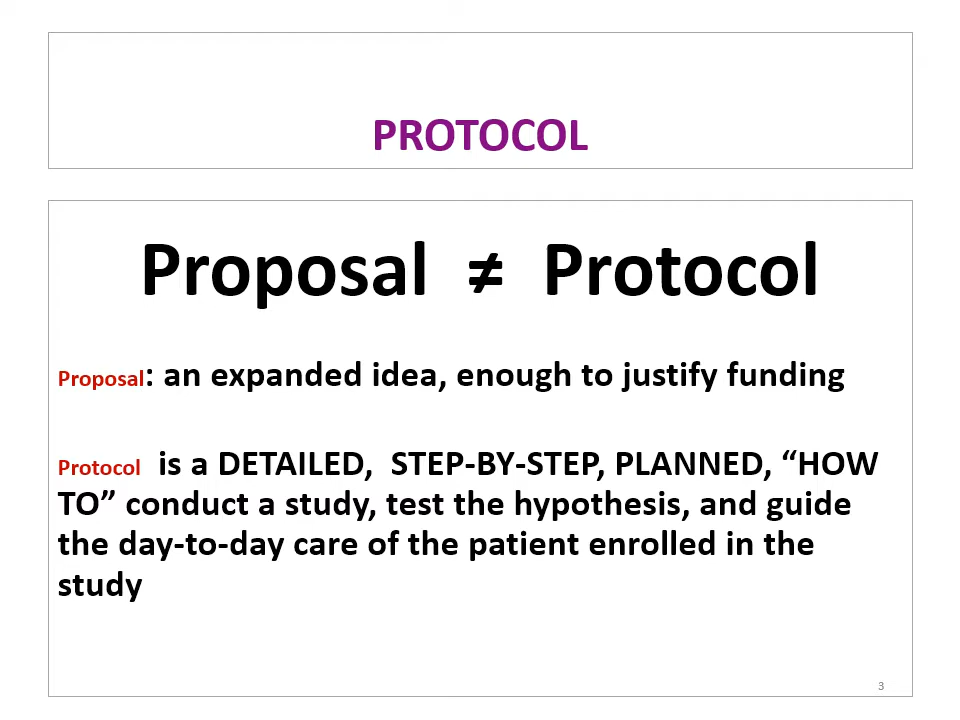 PROTOCOL
Proposal ≠ Protocol
Proposal: an expanded idea, enough to justify funding
Protocol is a DETAILED, STEP-BY-STEP, PLANNED, “HOW
TO” conduct a study, test the hypothesis, and guide
the day-to-day care of the patient enrolled in the
study
3